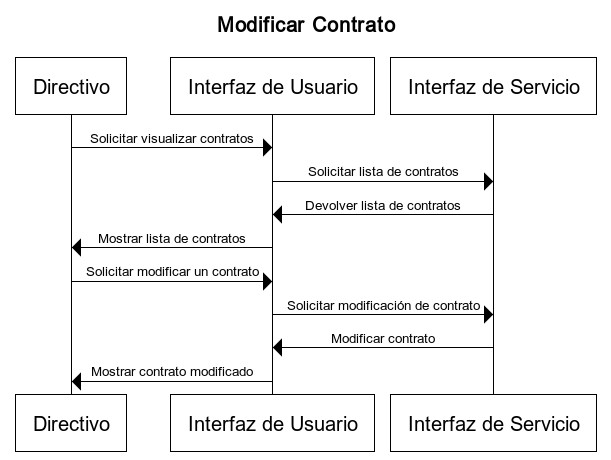 Modificar Contrato
Directivo
Interfaz de Usuario
Interfaz de Servicio
Solicitar visualizar contratos
Solicitar lista de contratos
Devolver lista de contratos
Mostrar lista de contratos
Solicitar modificar un contrato
Solicitar modificación de contrato
Modificar contrato
Mostrar contrato modificado
Directivo
Interfaz de Usuario
Interfaz de Servicio